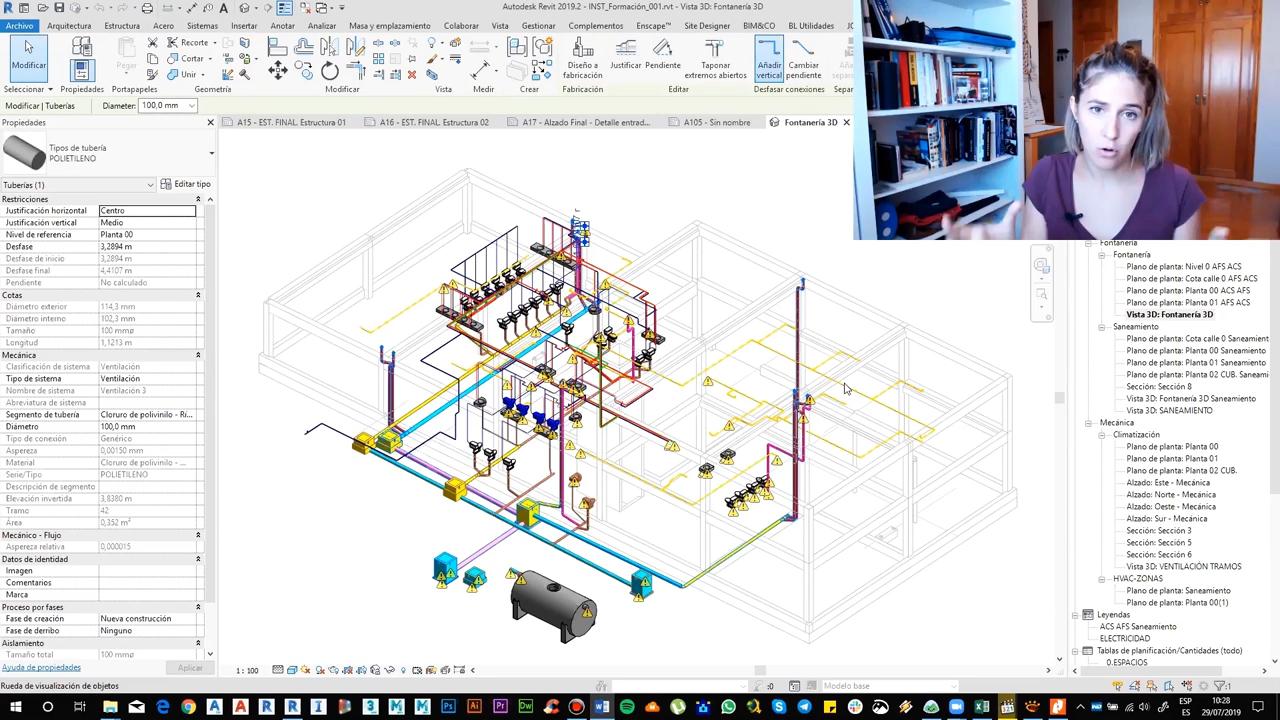 Autodesk Revit 2019.2 - INST_Formación_001.rvt - Vista 3D: Fontanería 3D
Archivo Arquitectura Estructura Acero Sistemas Insertar Anotar Analizar Masa y emplazamiento Colaborar Vista Gestionar Complementos Enscape™ Site Designer BIM&CO BL Utilidades
Modificar
Propiedades
Pegar
Recorte
Cortar
Unir
Diseño a fabricación
Justificar
Pendiente
Taponar extremos abiertos
Añadir vertical
Cambiar pendiente
Seleccionar Propiedades Portapapeles Geometría Modificar Vista Medir Crear Fabricación Editar Desfasar conexiones
Modificar | Tuberías Diameter: 100,0 mm
Propiedades
A15 - EST. FINAL Estructura 01
A16 - EST. FINAL Estructura 02
A17 - Alzado Final - Detalle entrad...
A105 - Sin nombre
Fontanería 3D
Tipos de tubería
POLIETILENO
Tuberías (1) Editar tipo
Restricciones
Justificación horizontal Centro
Justificación vertical Medio
Nivel de referencia Planta 00
Desfase 3,2894 m
Desfase de inicio 3,2894 m
Desfase final 4,4107 m
Pendiente No calculado
Cotas
Diámetro exterior 114,3 mm
Diámetro interno 102,3 mm
Tamaño 100 mmø
Longitud 1,1213 m
Mecánica
Clasificación de sistema Ventilación
Tipo de sistema Ventilación
Nombre de sistema Ventilación 3
Abreviatura de sistema
Segmento de tubería Cloruro de polivinilo - Rí...
Diámetro 100,0 mm
Tipo de conexión Genérico
Aspereza 0,00150 mm
Material Cloruro de polivinilo - ...
Serie/Tipo POLIETILENO
Descripción de segmento
Elevación invertida 3,8380 m
Tramo 42
Área 0,352 m²
Mecánico - Flujo
Aspereza relativa 0,000015
Datos de identidad
Imagen
Comentarios
Marca
Proceso por fases
Fase de creación Nueva construcción
Fase de derribo Ninguno
Aislamiento
Tamaño total 100 mmø
Ayuda de propiedades Aplicar
Fontanería
Fontanería
Plano de planta: Nivel 0 AFS ACS
Plano de planta: Cota calle 0 AFS ACS
Plano de planta: Planta 00 ACS AFS
Plano de planta: Planta 01 AFS ACS
Vista 3D: Fontanería 3D
Saneamiento
Plano de planta: Cota calle 0 Saneamient
Plano de planta: Planta 00 Saneamiento
Plano de planta: Planta 01 Saneamiento
Plano de planta: Planta 02 CUB. Saneami
Sección: Sección 8
Vista 3D: Fontanería 3D Saneamiento
Vista 3D: SANEAMIENTO
Mecánica
Climatización
Plano de planta: Planta 00
Plano de planta: Planta 01
Plano de planta: Planta 02 CUB.
Alzado: Este - Mecánica
Alzado: Norte - Mecánica
Alzado: Oeste - Mecánica
Alzado: Sur - Mecánica
Sección: Sección 3
Sección: Sección 5
Sección: Sección 6
Vista 3D: VENTILACIÓN TRAMOS
HVAC-ZONAS
Plano de planta: Saneamiento
Plano de planta: Planta 00(1)
Leyendas
ACS AFS Saneamiento
ELECTRICIDAD
Tablas de planificación/Cantidades (todo)
0.ESPACIOS
1 : 100
Rueda de visualización de objetos :0 Modelo base :1
ESP
ES
10:28
29/07/2019